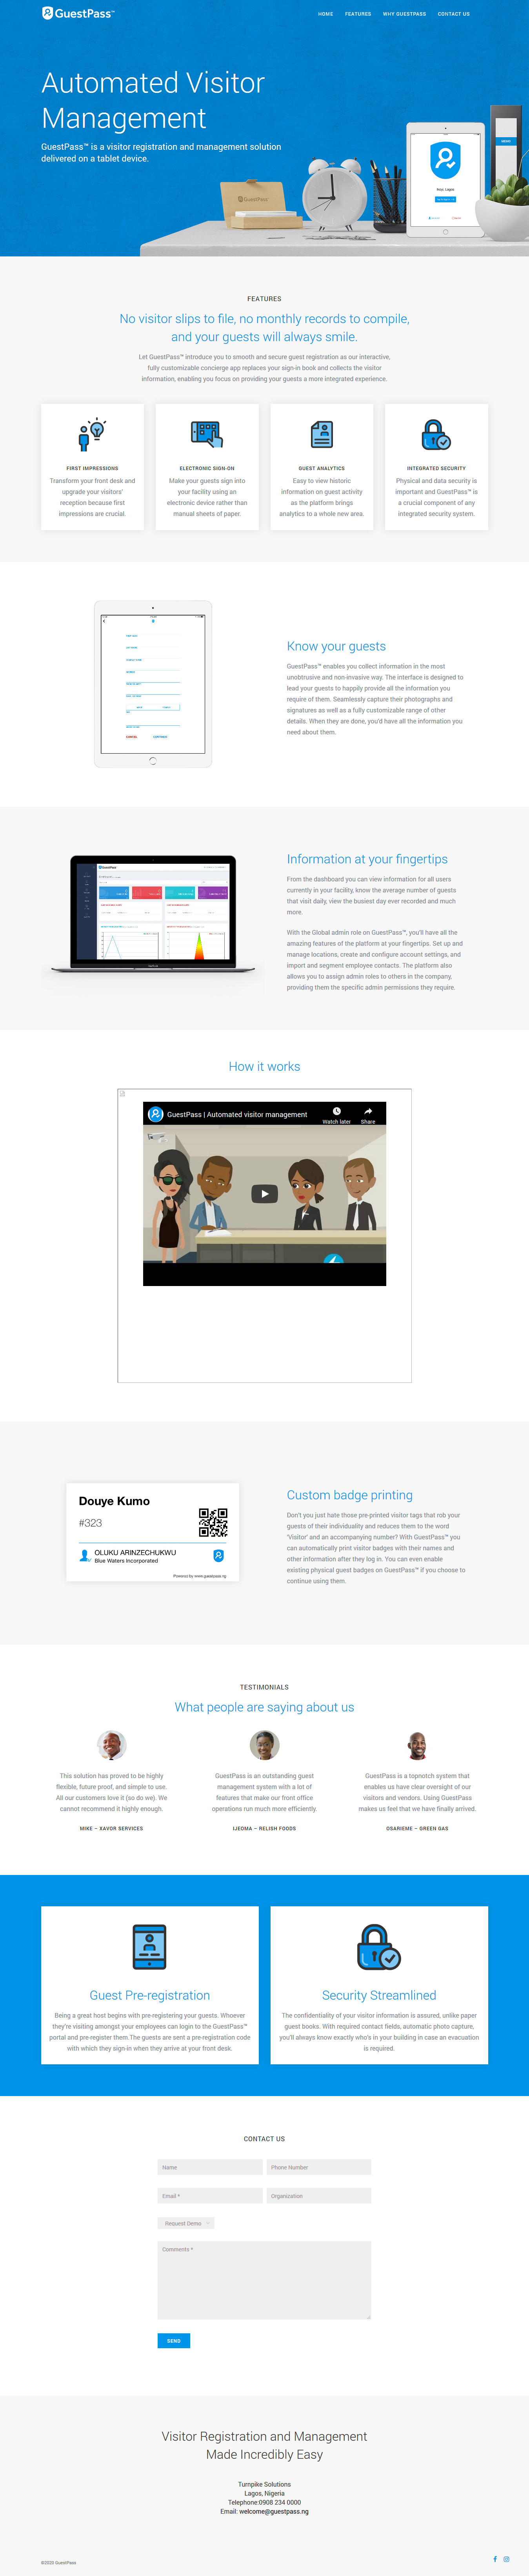 GuestPass™
HOME
FEATURES
WHY GUESTPASS
CONTACT US
Automated Visitor
Management
GuestPass™ is a visitor registration and management solution
delivered on a tablet device.
GuestPass
FEATURES
No visitor slips to file, no monthly records to compile,
and your guests will always smile.
Let GuestPass™ introduce you to smooth and secure guest registration as our interactive,
fully customizable concierge app replaces your sign-in book and collects the visitor
information, enabling you focus on providing your guests a more integrated experience.
FIRST IMPRESSIONS
Transform your front desk and
upgrade your visitors'
reception because first
impressions are crucial.
ELECTRONIC SIGN-ON
Make your guests sign into
your facility using an
electronic device rather than
manual sheets of paper.
GUEST ANALYTICS
Easy to view historic
information on guest activity
as the platform brings
analytics to a whole new area.
INTEGRATED SECURITY
Physical and data security is
important and GuestPass™ is
a crucial component of any
integrated security system.
Know your guests
GuestPass™ enables you collect information in the most
unobtrusive and non-invasive way. The interface is designed to
lead your guests to happily provide all the information you
require of them. Seamlessly capture their photographs and
signatures as well as a fully customizable range of other
details. When they are done, you'd have all the information you
need about them.
CANCEL
CONTINUE
Information at your fingertips
From the dashboard you can view information for all users
currently in your facility, know the average number of guests
that visit daily, view the busiest day ever recorded and much
more.
With the Global admin role on GuestPass™, you'll have all the
amazing features of the platform at your fingertips. Set up and
manage locations, create and configure account settings, and
import and segment employee contacts. The platform also
allows you to assign admin roles to others in the company,
providing them the specific admin permissions they require.
GuestPass
How it works
GuestPass | Automated visitor management
Watch later
Share
Douye Kumo
#323
OLUKU ARINZECHUKWU
Blue Waters Incorporated
Powered by www.guestpass.ng
Custom badge printing
Don't you just hate those pre-printed visitor tags that rob your
guests of their individuality and reduces them to the word
'Visitor' and an accompanying number? With GuestPass™ you
can automatically print visitor badges with their names and
other information after they log in. You can even enable
existing physical guest badges on GuestPass™ if you choose to
continue using them.
TESTIMONIALS
What people are saying about us
This solution has proved to be highly
flexible, future proof, and simple to use.
All our customers love it (so do we). We
cannot recommend it highly enough.
MIKE – SAVOR SERVICES
GuestPass is an outstanding guest
management system with a lot of
features that make our front office
operations run much more efficiently.
IJEOMA – RELISH FOODS
GuestPass is a topnotch system that
enables us have clear oversight of our
visitors and vendors. Using GuestPass
makes us feel that we have finally arrived.
OSARIEME – GREEN GAS
Guest Pre-registration
Being a great host begins with pre-registering your guests. Whoever
they're visiting amongst your employees can login to the GuestPass™
portal and pre-register them.The guests are sent a pre-registration code
with which they sign-in when they arrive at your front desk.
Security Streamlined
The confidentiality of your visitor information is assured, unlike paper
guest books. With required contact fields, automatic photo capture,
you'll always know exactly who's in your building in case an evacuation
is required.
CONTACT US
Name
Phone Number
Email *
Organization
Request Demo
Comments *
SEND
Visitor Registration and Management
Made Incredibly Easy
Turnpike Solutions
Lagos, Nigeria
Telephone:0908 234 0000
Email: welcome@guestpass.ng
©2020 GuestPass